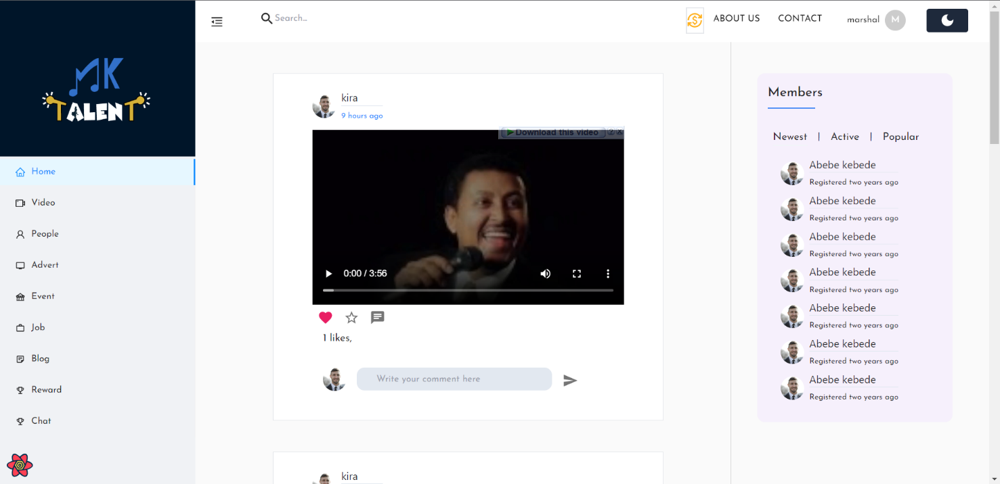 MK
TALENT
Search...
ABOUT US
CONTACT
marshal
M
Home
Video
People
Advert
Event
Job
Blog
Reward
Chat
kira
9 hours ago
Download this video ? X
0:00 / 3:56
1 likes,
Write your comment here
kira
Members
Newest | Active | Popular
Abebe kebede
Registered two years ago
Abebe kebede
Registered two years ago
Abebe kebede
Registered two years ago
Abebe kebede
Registered two years ago
Abebe kebede
Registered two years ago
Abebe kebede
Registered two years ago
Abebe kebede
Registered two years ago